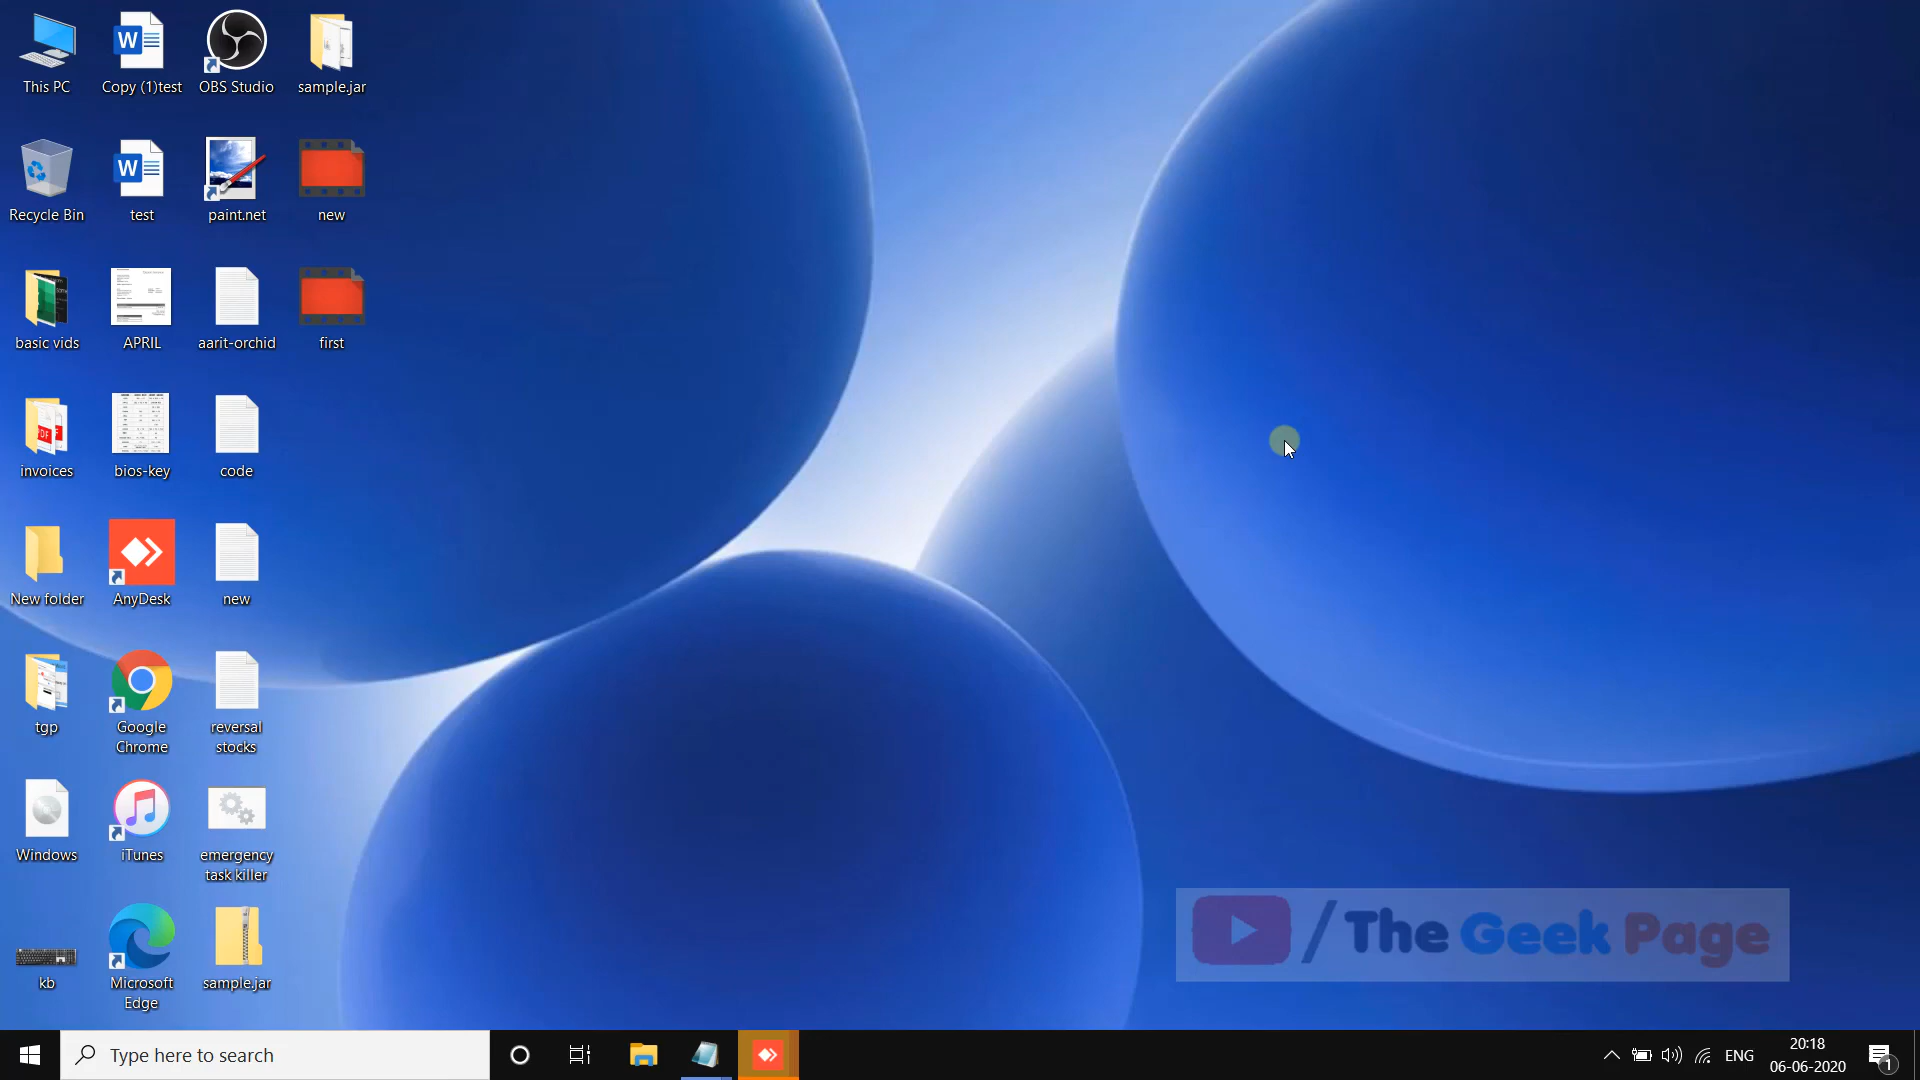 This PC
Copy (1)test
OBS Studio
sample.jar
Recycle Bin
test
paint.net
new
basic vids
APRIL
aarit-orchid
first
invoices
bios-key
code
New folder
AnyDesk
new
tgp
Google
Chrome
reversal
stocks
Windows
iTunes
emergency
task killer
kb
Microsoft
Edge
sample.jar
/The Geek Page
Type here to search
ENG
20:18
06-06-2020
1